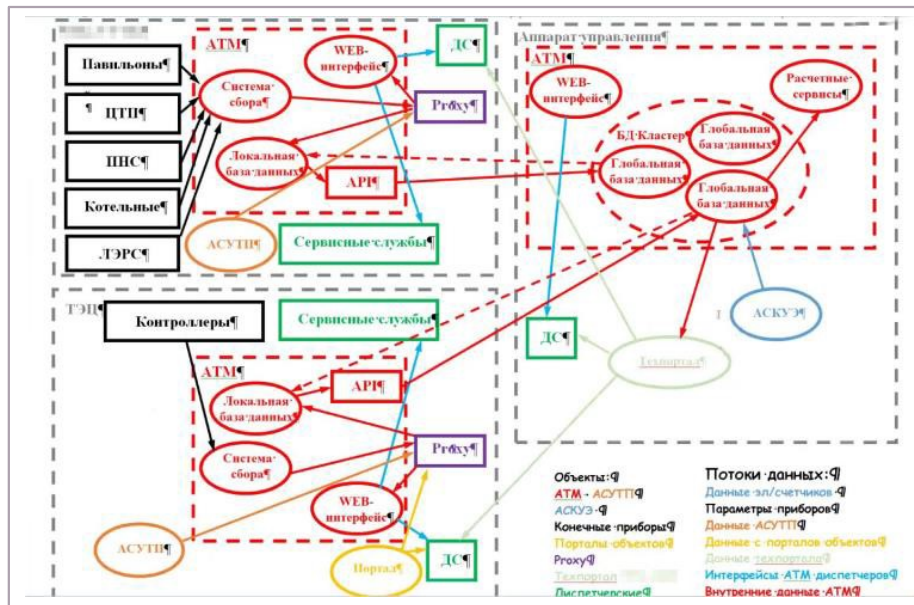 Павильоны¶
¶
ЦТП¶
ПНС¶
Котельные¶
ЛЭРС¶
АТМ¶
Система·
сбора¶
WEB-
интерфейс¶
ДС¶
Proxy¶
Локальная·
база·данных¶
API¶
АСУТП¶
Сервисные·службы¶
Аппарат·управления¶
АТМ¶
WEB-
интерфейс¶
Расчетные·
сервисы¶
БД·Кластер¶
Глобальная·
база·данных¶
Глобальная·
база·данных¶
Глобальная·
база·данных¶
АСКУЭ¶
ДС¶
Техпортал¶
ТЭЦ¶
Контроллеры¶
Сервисные·службы¶
АТМ¶
API¶
Локальная·
база·данных¶
Система·
сбора¶
Proxy¶
WEB-
интерфейс¶
АСУТП¶
Портал¶
ДС¶
Объекты:¶
АТМ·-·АСУТП¶
АСКУЭ¶
Конечные·приборы¶
Порталы·объектов¶
Proxy¶
Техпортал
Диспетчерские¶
Потоки·данных:¶
Данные·эл/счетчиков·¶
Параметры·приборов¶
Данные·АСУТП¶
Данные·с·порталов·объектов¶
Данные·техпортала¶
Интерфейсы·АТМ·диспетчеров¶
Внутренние·данные·АТМ¶